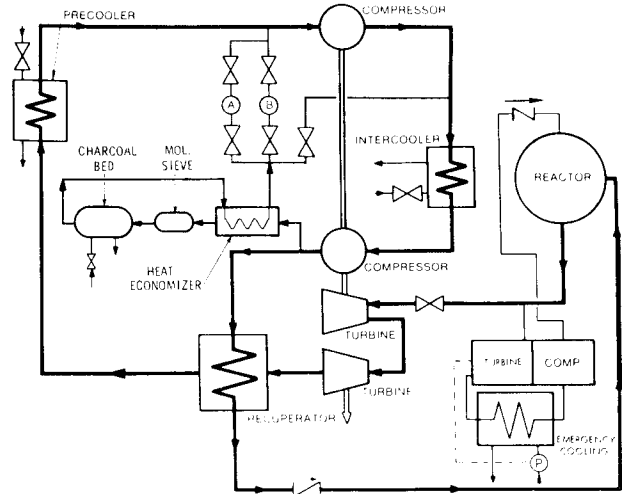 PRECOOLER
COMPRESSOR
A
B
INTERCOOLER
CHARCOAL
BED
MOL.
SIEVE
REACTOR
HEAT
ECONOMIZER
COMPRESSOR
TURBINE
TURBINE
COMP
TURBINE
RECUPERATOR
EMERGENCY
COOLING
P